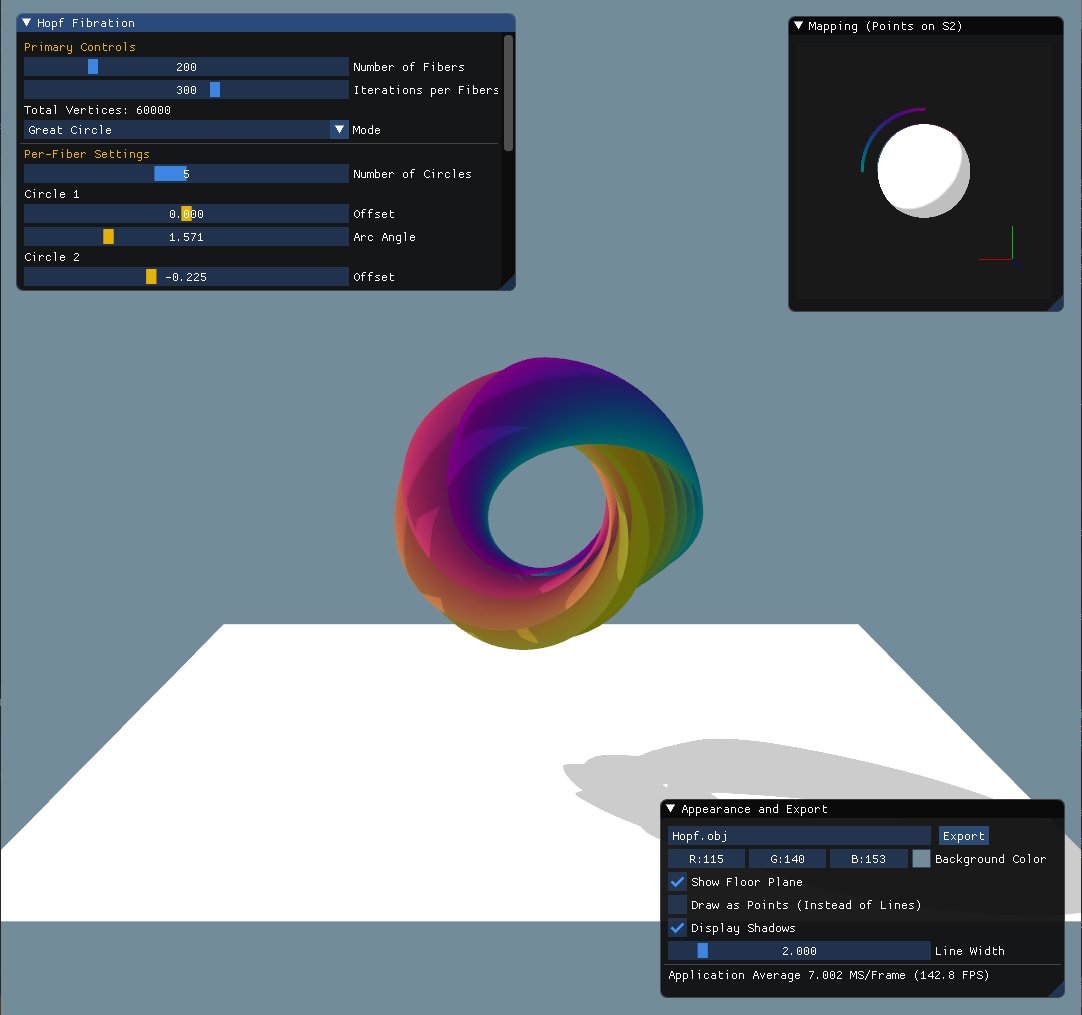 Hopf Fibration
Primary Controls
200 Number of Fibers
300 Iterations per Fibers
Total Vertices: 60000
Great Circle Mode
Per-Fiber Settings
5 Number of Circles
Circle 1
0.000 Offset
1.571 Arc Angle
Circle 2
-0.225 Offset
Mapping (Points on S2)
Appearance and Export
Hopf.obj Export
R:115 G:140 B:153 Background Color
Show Floor Plane
Draw as Points (Instead of Lines)
Display Shadows
2.000 Line Width
Application Average 7.002 MS/Frame (142.8 FPS)